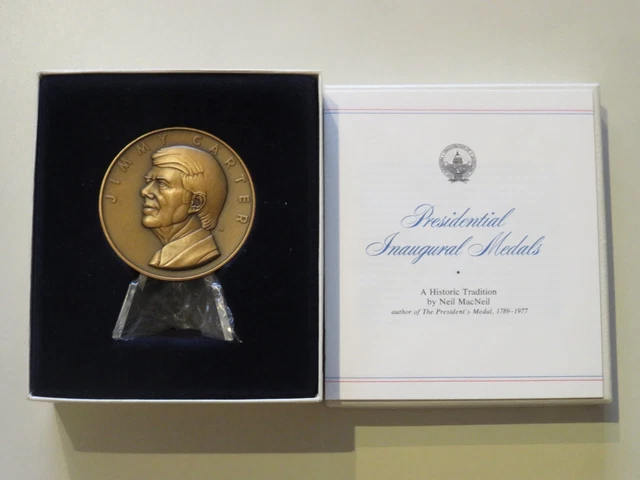 JIMMY CARTER
Presidential
Inaugural Medals
A Historic Tradition
by Neil MacNeil
author of The President's Medal, 1789-1977